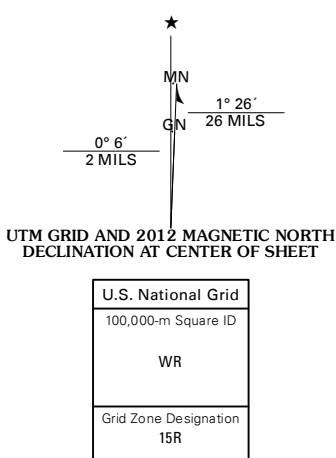 MN
1° 26´
26 MILS
GN
0° 6´
2 MILS
UTM GRID AND 2012 MAGNETIC NORTH
DECLINATION AT CENTER OF SHEET
U.S. National Grid
100,000-m Square ID
WR
Grid Zone Designation
15R